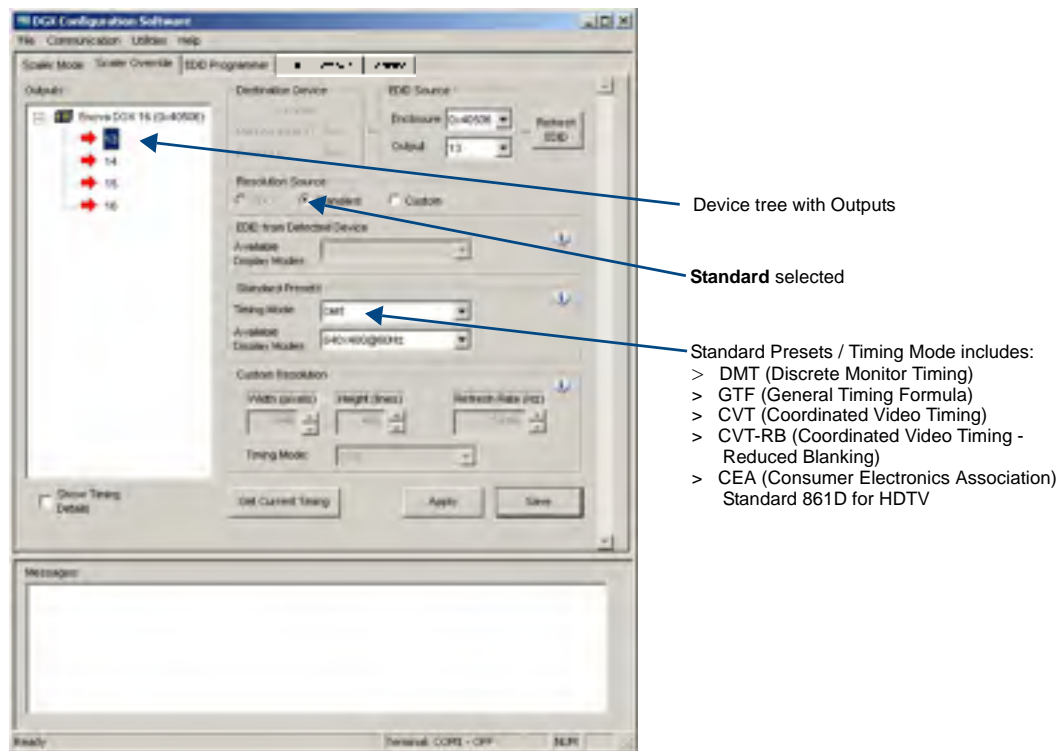 DGX Configuration Software
File Communication Utilities Help
Scaler Mode Scaler Override EDID Programmer
Outputs
Enova DGX 16 (0x40506)
13
14
15
16
Destination Device
EDID Source
Enclosure 0x40506
Output 13
Refresh EDID
Resolution Source
Standard Custom
EDID from Detected Device
Available
Display Modes
Standard Presets
Timing Mode DMT
Available
Display Modes 640x480@60Hz
Custom Resolution
Width (pixels) Height (lines) Refresh Rate (Hz)
Timing Mode:
Show Timing
Details
Get Current Timing Apply Save
Messages:
Ready Terminal: COM1 - OFF NUM
Device tree with Outputs
Standard selected
Standard Presets / Timing Mode includes:
> DMT (Discrete Monitor Timing)
> GTF (General Timing Formula)
> CVT (Coordinated Video Timing)
> CVT-RB (Coordinated Video Timing -
Reduced Blanking)
> CEA (Consumer Electronics Association)
Standard 861D for HDTV